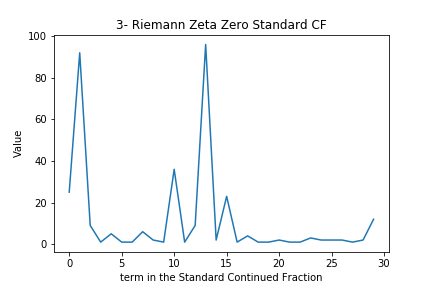 3- Riemann Zeta Zero Standard CF
100
80
60
40
20
0
Value
0 5 10 15 20 25 30
term in the Standard Continued Fraction